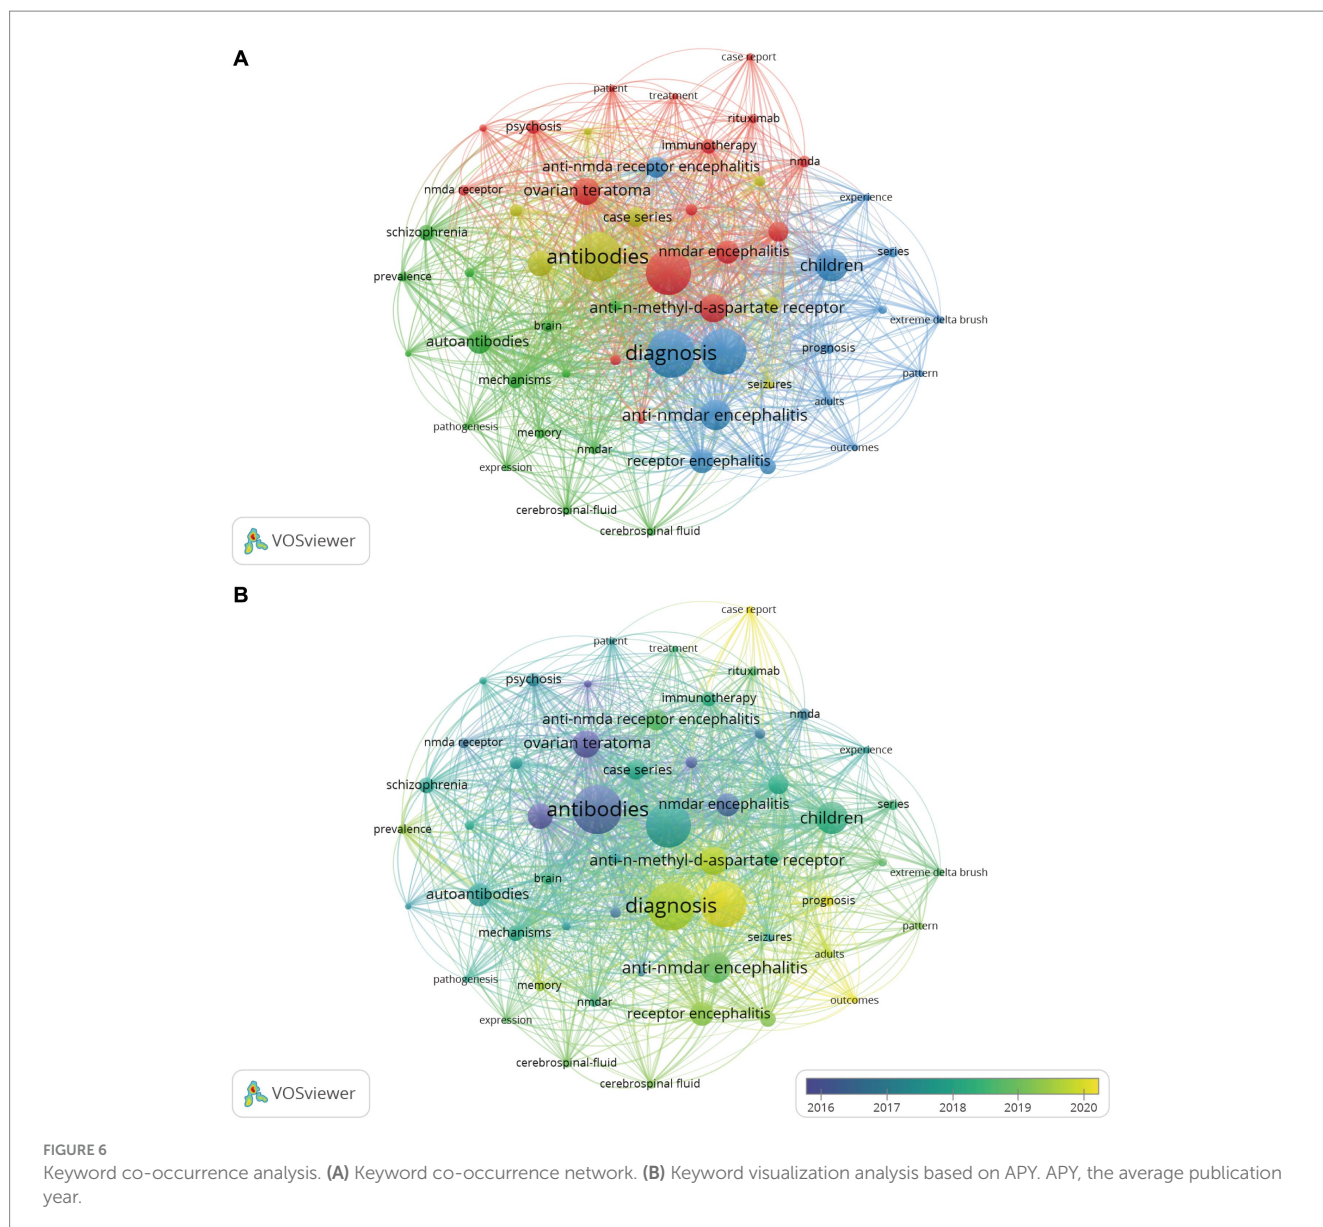 A
case report
patient
treatment
rituximab
psychosis
immunotherapy
nmda
anti-nmda receptor encephalitis
nmda receptor
ovarian teratoma
experience
case series
schizophrenia
nmdar encephalitis
series
antibodies
children
prevalence
anti-n-methyl-d-aspartate receptor
extreme delta brush
brain
autoantibodies
diagnosis
prognosis
pattern
mechanisms
seizures
adults
anti-nmdar encephalitis
pathogenesis
memory
nmdar
outcomes
receptor encephalitis
expression
cerebrospinal-fluid
cerebrospinal fluid
VOSviewer
B
case report
patient
treatment
rituximab
psychosis
immunotherapy
nmda
anti-nmda receptor encephalitis
nmda receptor
ovarian teratoma
experience
case series
schizophrenia
nmdar encephalitis
series
antibodies
children
prevalence
anti-n-methyl-d-aspartate receptor
extreme delta brush
brain
autoantibodies
diagnosis
prognosis
pattern
mechanisms
seizures
adults
anti-nmdar encephalitis
pathogenesis
memory
nmdar
outcomes
receptor encephalitis
expression
cerebrospinal-fluid
cerebrospinal fluid
VOSviewer
2016 2017 2018 2019 2020
FIGURE 6
Keyword co-occurrence analysis. (A) Keyword co-occurrence network. (B) Keyword visualization analysis based on APY. APY, the average publication
year.